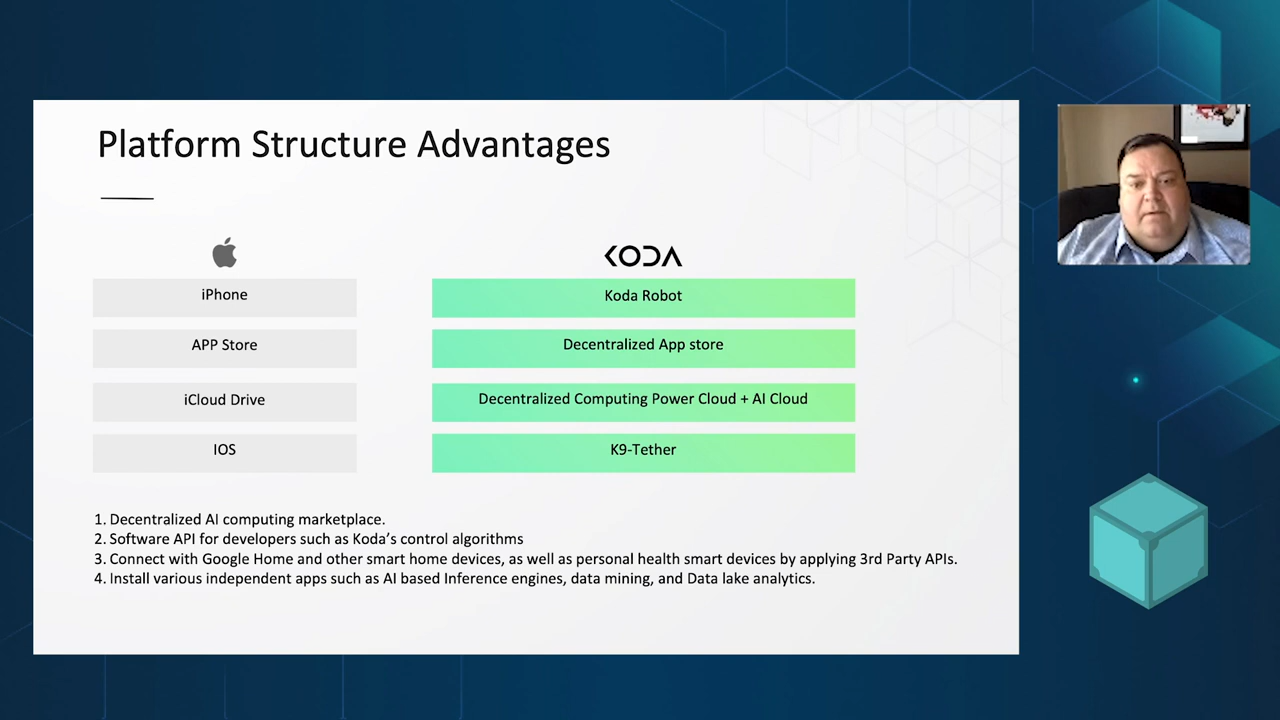 Platform Structure Advantages
KODA
iPhone
Koda Robot
APP Store
Decentralized App store
iCloud Drive
Decentralized Computing Power Cloud + AI Cloud
IOS
K9-Tether
1. Decentralized AI computing marketplace.
2. Software API for developers such as Koda’s control algorithms
3. Connect with Google Home and other smart home devices, as well as personal health smart devices by applying 3rd Party APIs.
4. Install various independent apps such as AI based Inference engines, data mining, and Data lake analytics.